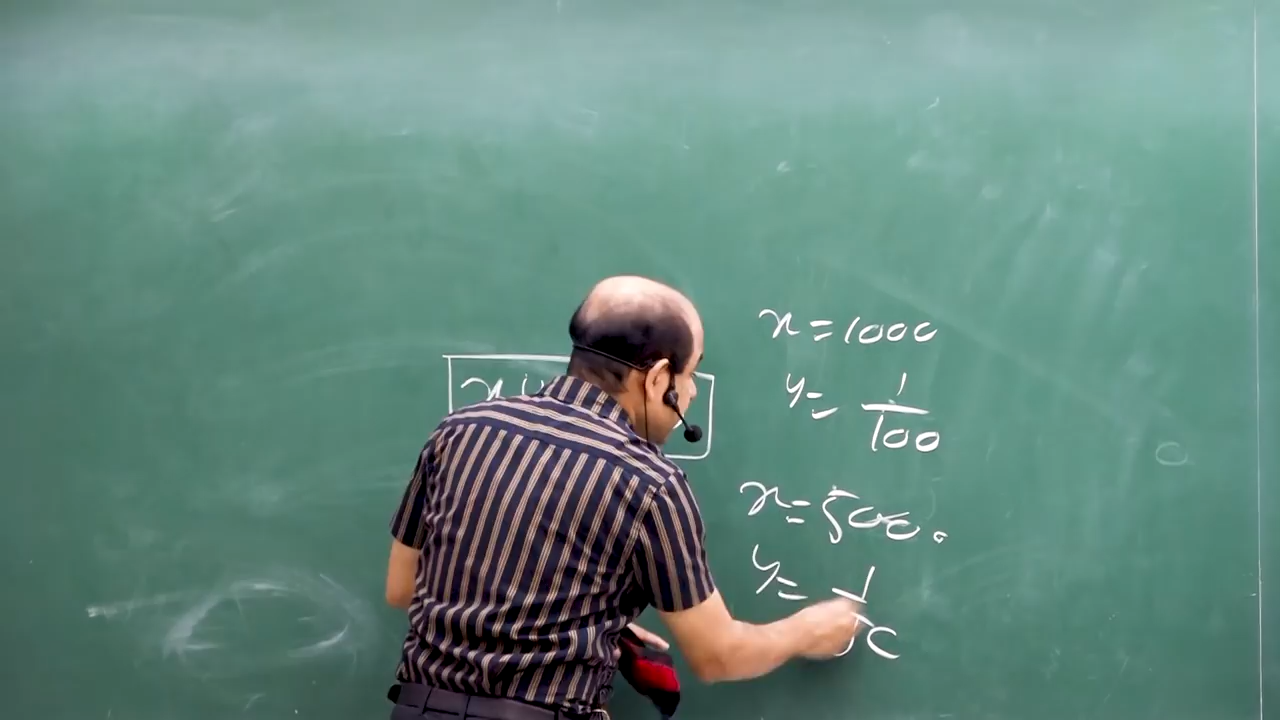 x
x = 1000
y = 1/100
x = 500.
y = 1/